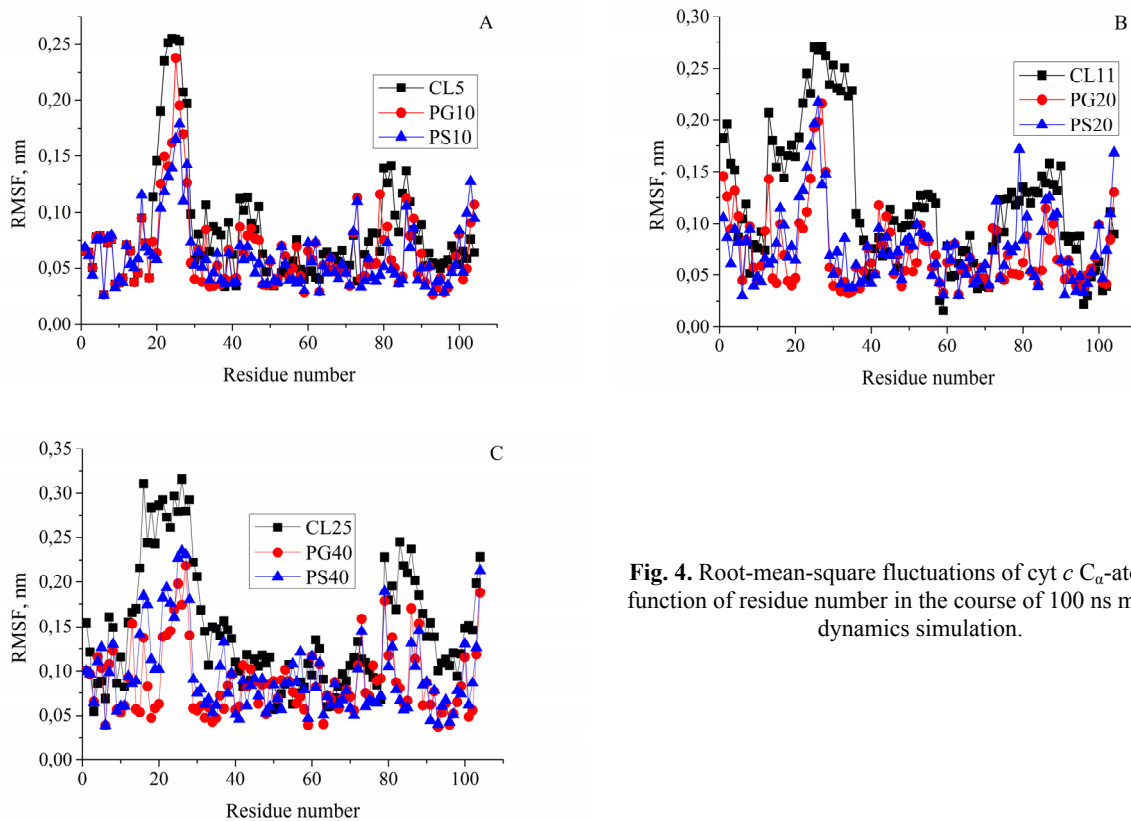 A
0,25
0,20
0,15
0,10
0,05
0,00
RMSF, nm
CL5
PG10
PS10
0 20 40 60 80 100
Residue number
B
0,30
0,25
0,20
0,15
0,10
0,05
0,00
RMSF, nm
CL11
PG20
PS20
0 20 40 60 80 100
Residue number
C
0,35
0,30
0,25
0,20
0,15
0,10
0,05
0,00
RMSF, nm
CL25
PG40
PS40
0 20 40 60 80 100
Residue number
Fig. 4. Root-mean-square fluctuations of cyt c Cα
function of residue number in the course of 100 ns
dynamics simulation.